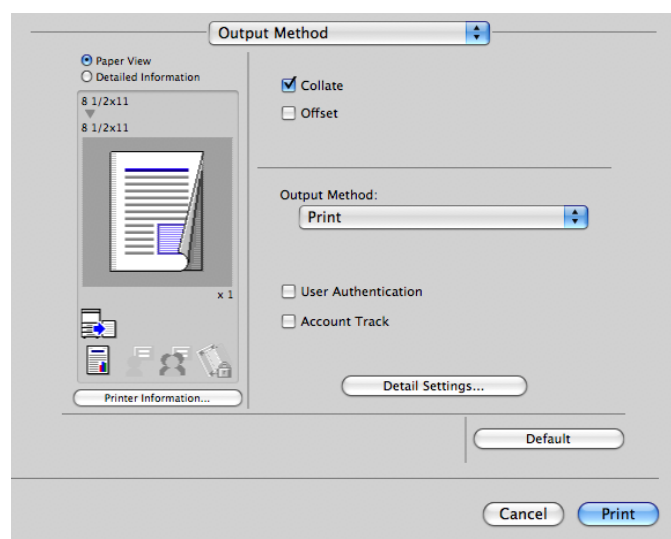 Output Method
Paper View
Detailed Information
8 1/2x11
8 1/2x11
x 1
Printer Information...
Collate
Offset
Output Method:
Print
User Authentication
Account Track
Detail Settings...
Default
Cancel
Print